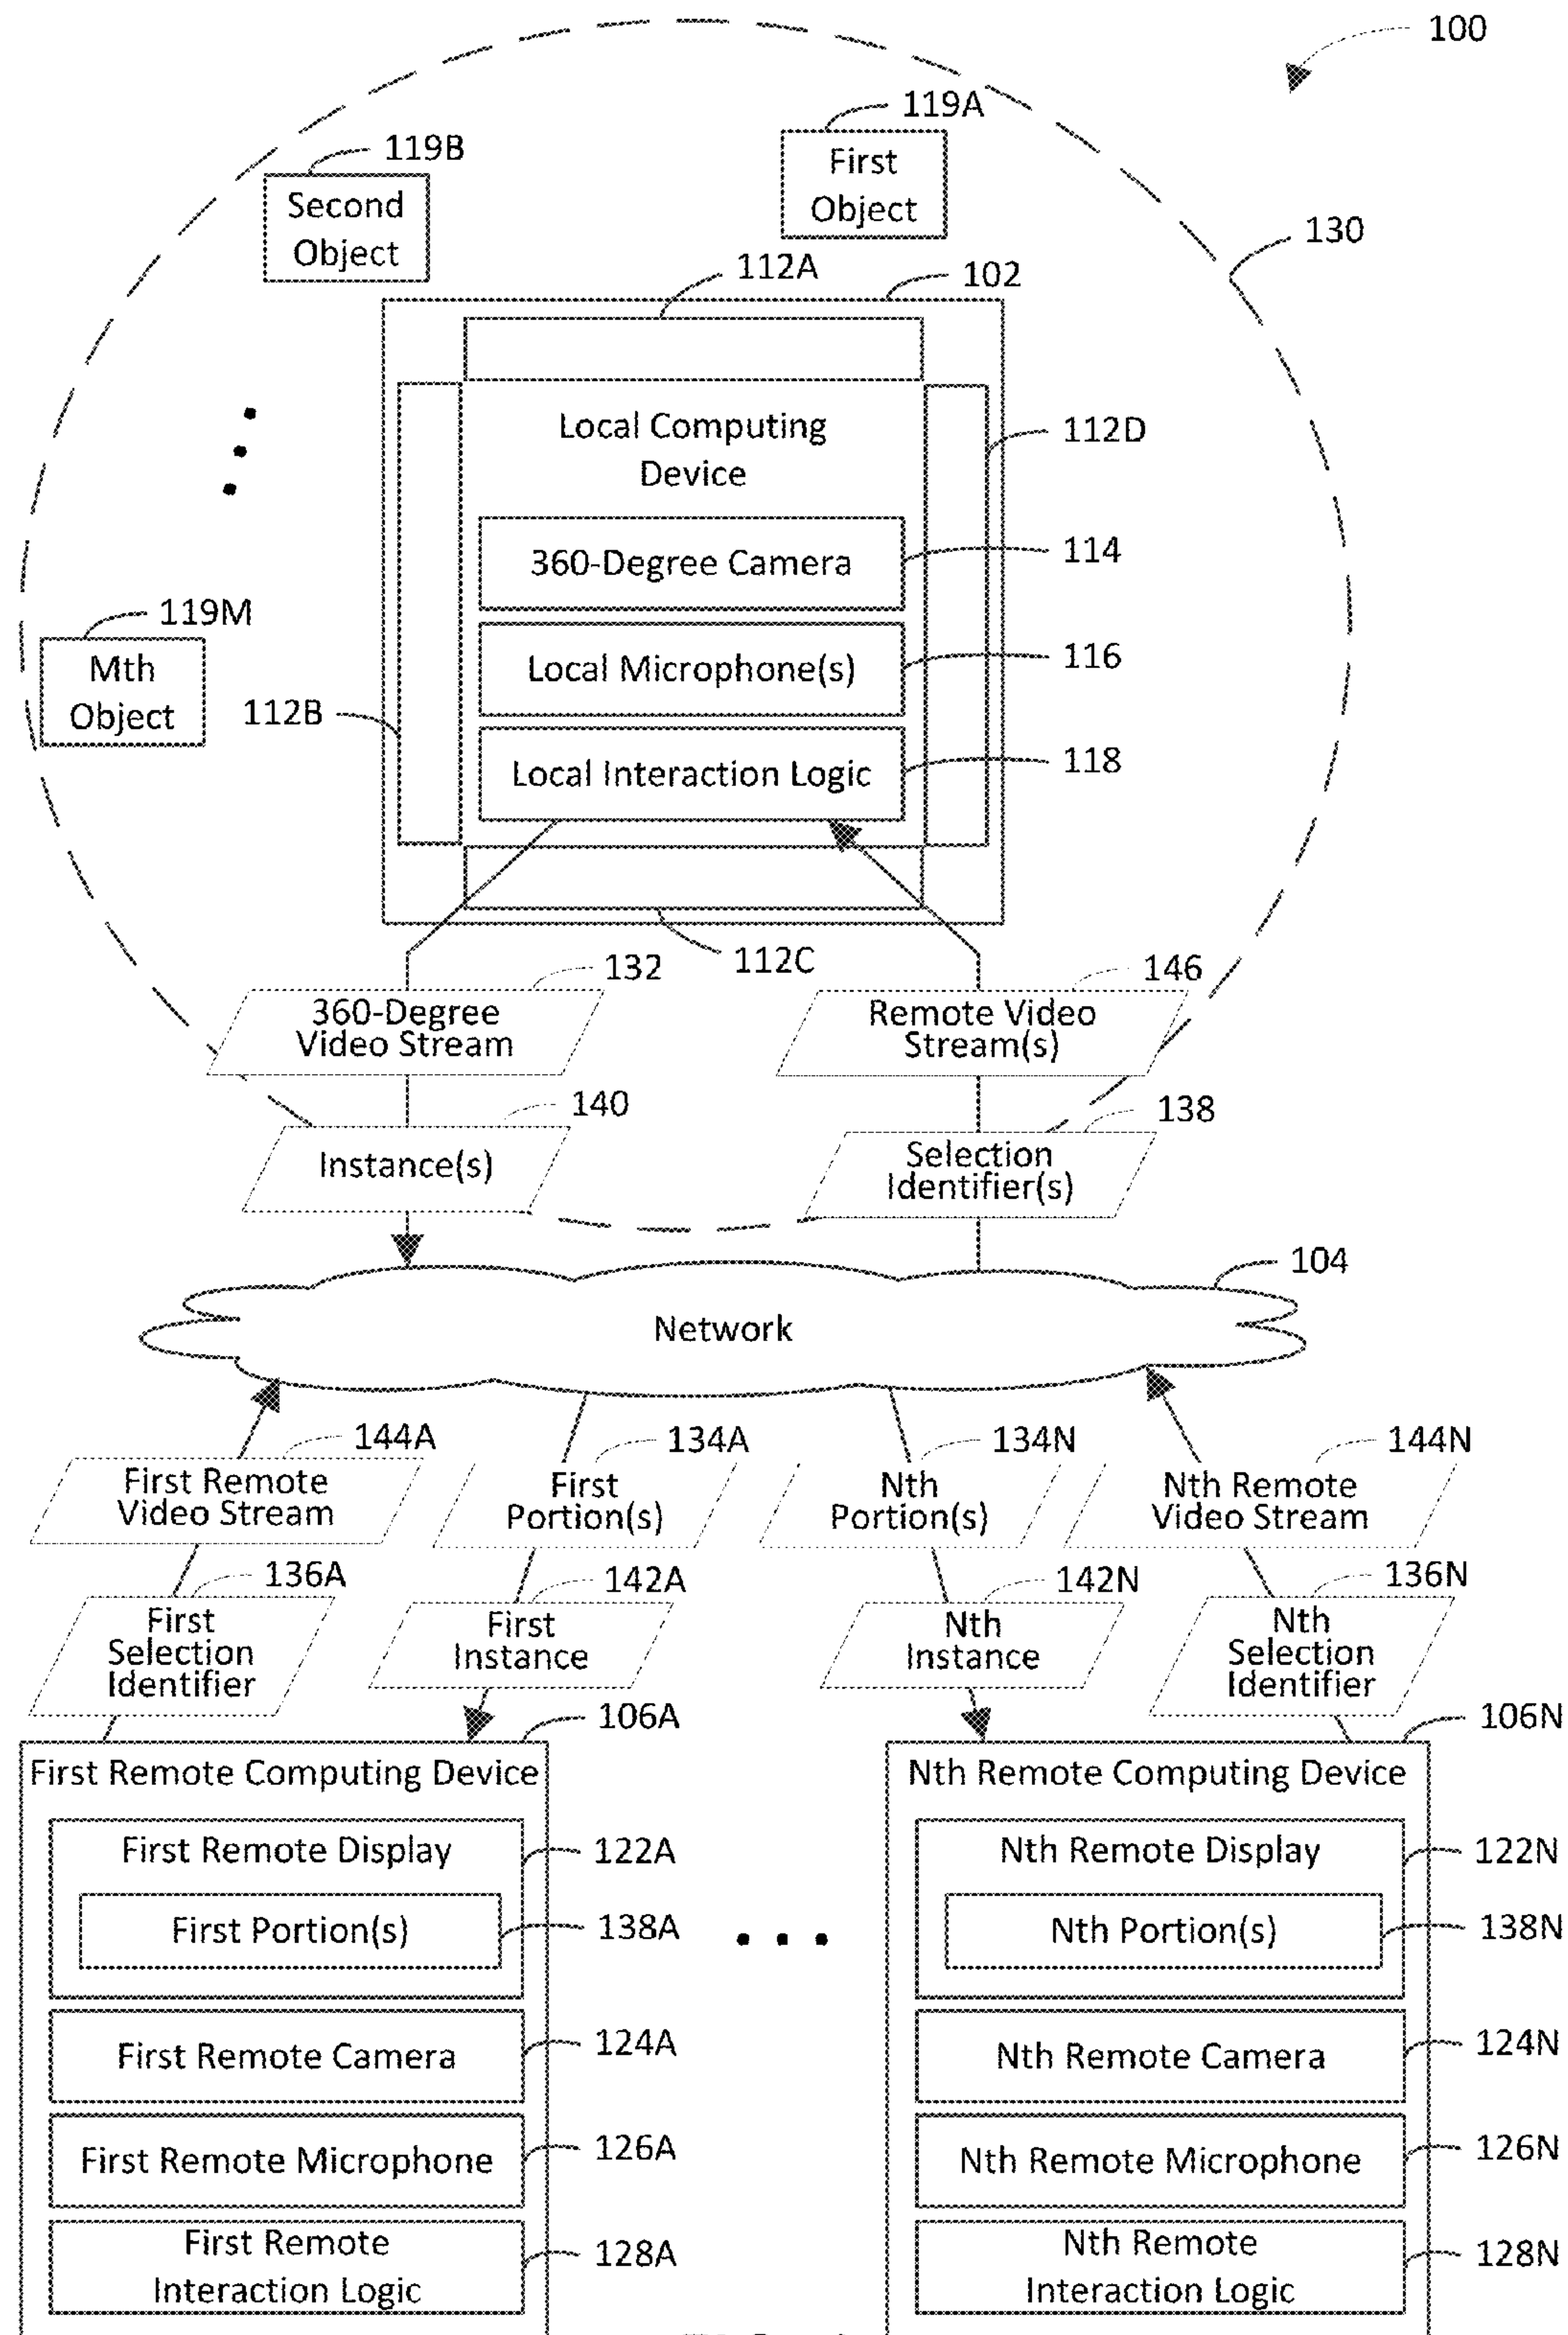 100
119A
119B
First
Object
Second
Object
130
112A
102
Local Computing
Device
112D
360-Degree Camera
114
119M
Mth
Object
Local Microphone(s)
116
112B
Local Interaction Logic
118
112C
132
146
360-Degree
Video Stream
Remote Video
Stream(s)
140
138
Instance(s)
Selection
Identifier(s)
104
Network
144A
134A
134N
144N
First Remote
Video Stream
First
Portion(s)
Nth
Portion(s)
Nth Remote
Video Stream
136A
142A
142N
136N
First
Selection
Identifier
First
Instance
Nth
Instance
Nth
Selection
Identifier
106A
106N
First Remote Computing Device
Nth Remote Computing Device
First Remote Display
122A
Nth Remote Display
122N
First Portion(s)
138A
Nth Portion(s)
138N
First Remote Camera
124A
Nth Remote Camera
124N
First Remote Microphone
126A
Nth Remote Microphone
126N
First Remote
Interaction Logic
128A
Nth Remote
Interaction Logic
128N